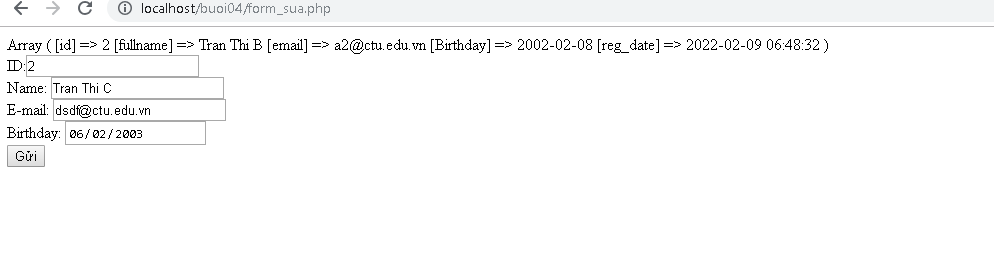 localhost/buoi04/form_sua.php
Array ( [id] => 2 [fullname] => Tran Thi B [email] => a2@ctu.edu.vn [Birthday] => 2002-02-08 [reg_date] => 2022-02-09 06:48:32 )
ID:2
Name: Tran Thi C
E-mail: dsdf@ctu.edu.vn
Birthday: 06/02/2003
Gửi